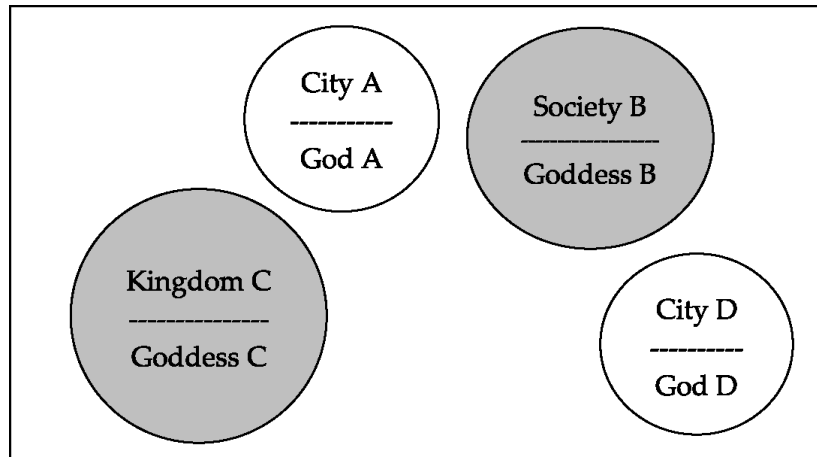 City A
-----------
God A
Society B
---------------
Goddess B
Kingdom C
---------------
Goddess C
City D
----------
God D